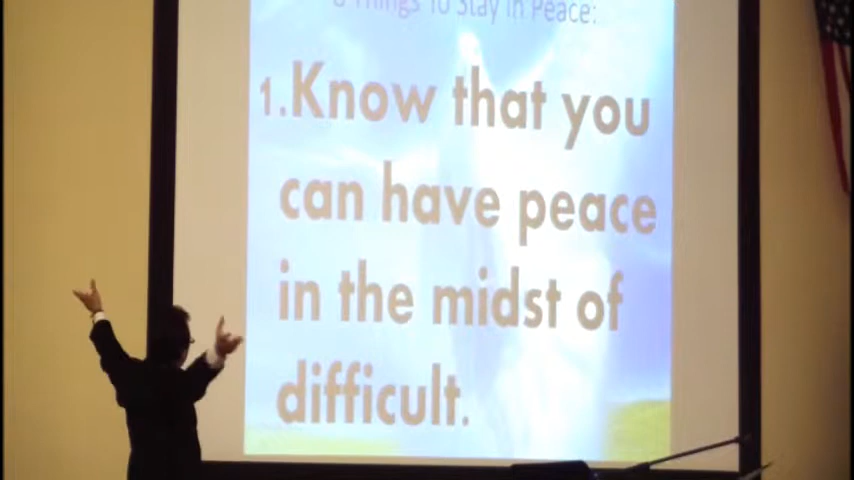 Things To Stay In Peace:
1.Know that you
can have peace
in the midst of
difficult.